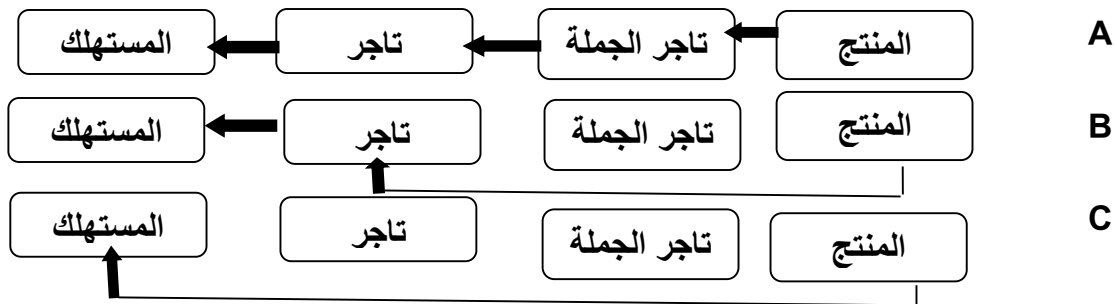 A المنتج تاجر الجملة تاجر المستهلك
B المنتج تاجر الجملة تاجر المستهلك
C المنتج تاجر الجملة تاجر المستهلك